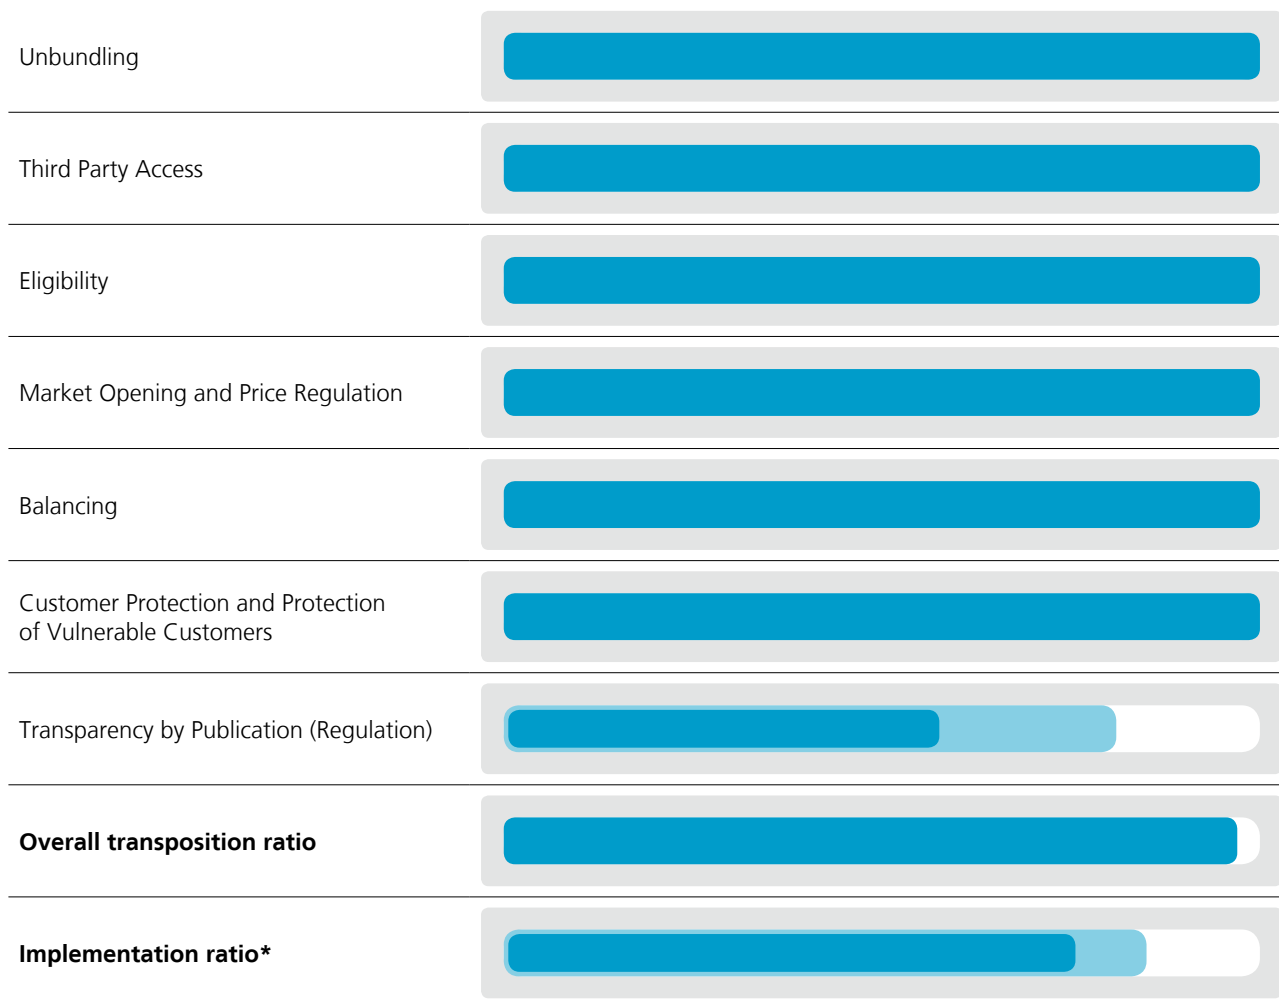 Unbundling
Third Party Access
Eligibility
Market Opening and Price Regulation
Balancing
Customer Protection and Protection
of Vulnerable Customers
Transparency by Publication (Regulation)
Overall transposition ratio
Implementation ratio*